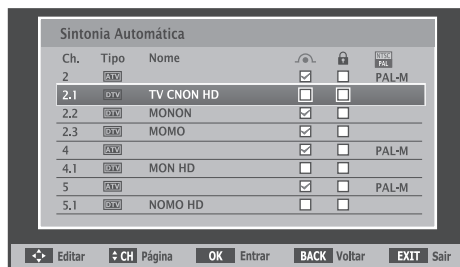 Sintonia Automática
Ch. Tipo Nome NTSC PAL
2 ATV PAL-M
2.1 DTV TV CNON HD
2.2 DTV MONON
2.3 DTV MOMO
4 ATV PAL-M
4.1 DTV MON HD
5 ATV PAL-M
5.1 DTV NOMO HD
Editar CH Página OK Entrar BACK Voltar EXIT Sair